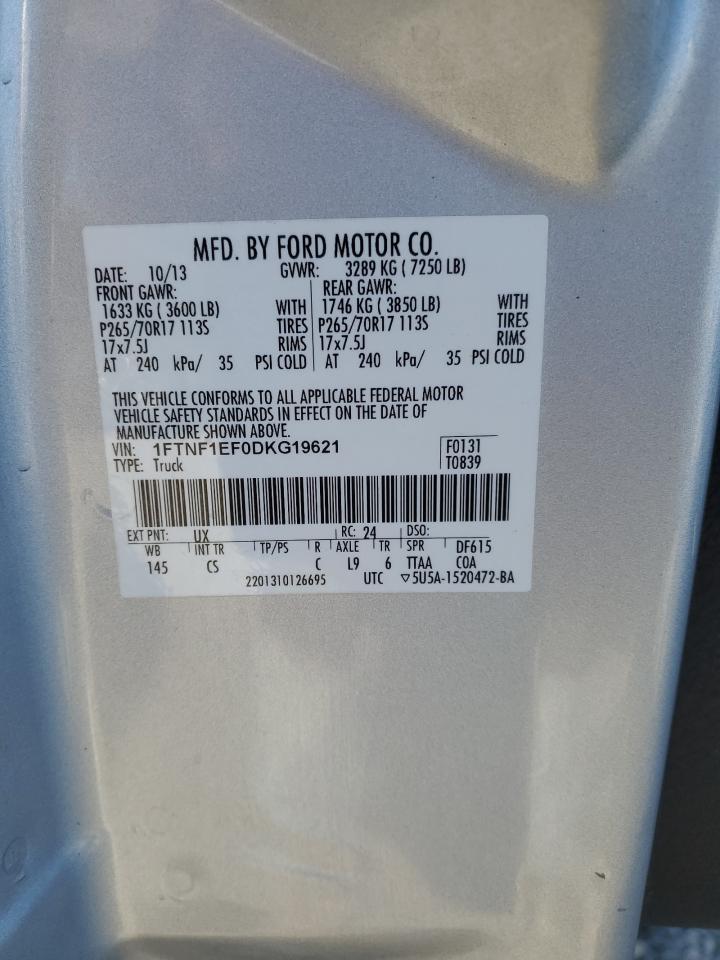 MFD. BY FORD MOTOR CO.
DATE: 10/13 GVWR: 3289 KG ( 7250 LB)
FRONT GAWR: REAR GAWR:
1633 KG ( 3600 LB) WITH 1746 KG ( 3850 LB) WITH
P265/70R17 113S TIRES P265/70R17 113S TIRES
17x7.5J RIMS 17x7.5J RIMS
AT 240 kPa/ 35 PSI COLD AT 240 kPa/ 35 PSI COLD
THIS VEHICLE CONFORMS TO ALL APPLICABLE FEDERAL MOTOR
VEHICLE SAFETY STANDARDS IN EFFECT ON THE DATE OF
MANUFACTURE SHOWN ABOVE.
VIN: 1FTNF1EF0DKG19621 F0131
TYPE: Truck T0839
EXT PNT: UX RC: 24 DSO:
WB INT TR TP/PS R AXLE TR SPR DF615
145 CS C L9 6 TTAA COA
2201310126695 UTC ▽5U5A-1520472-BA